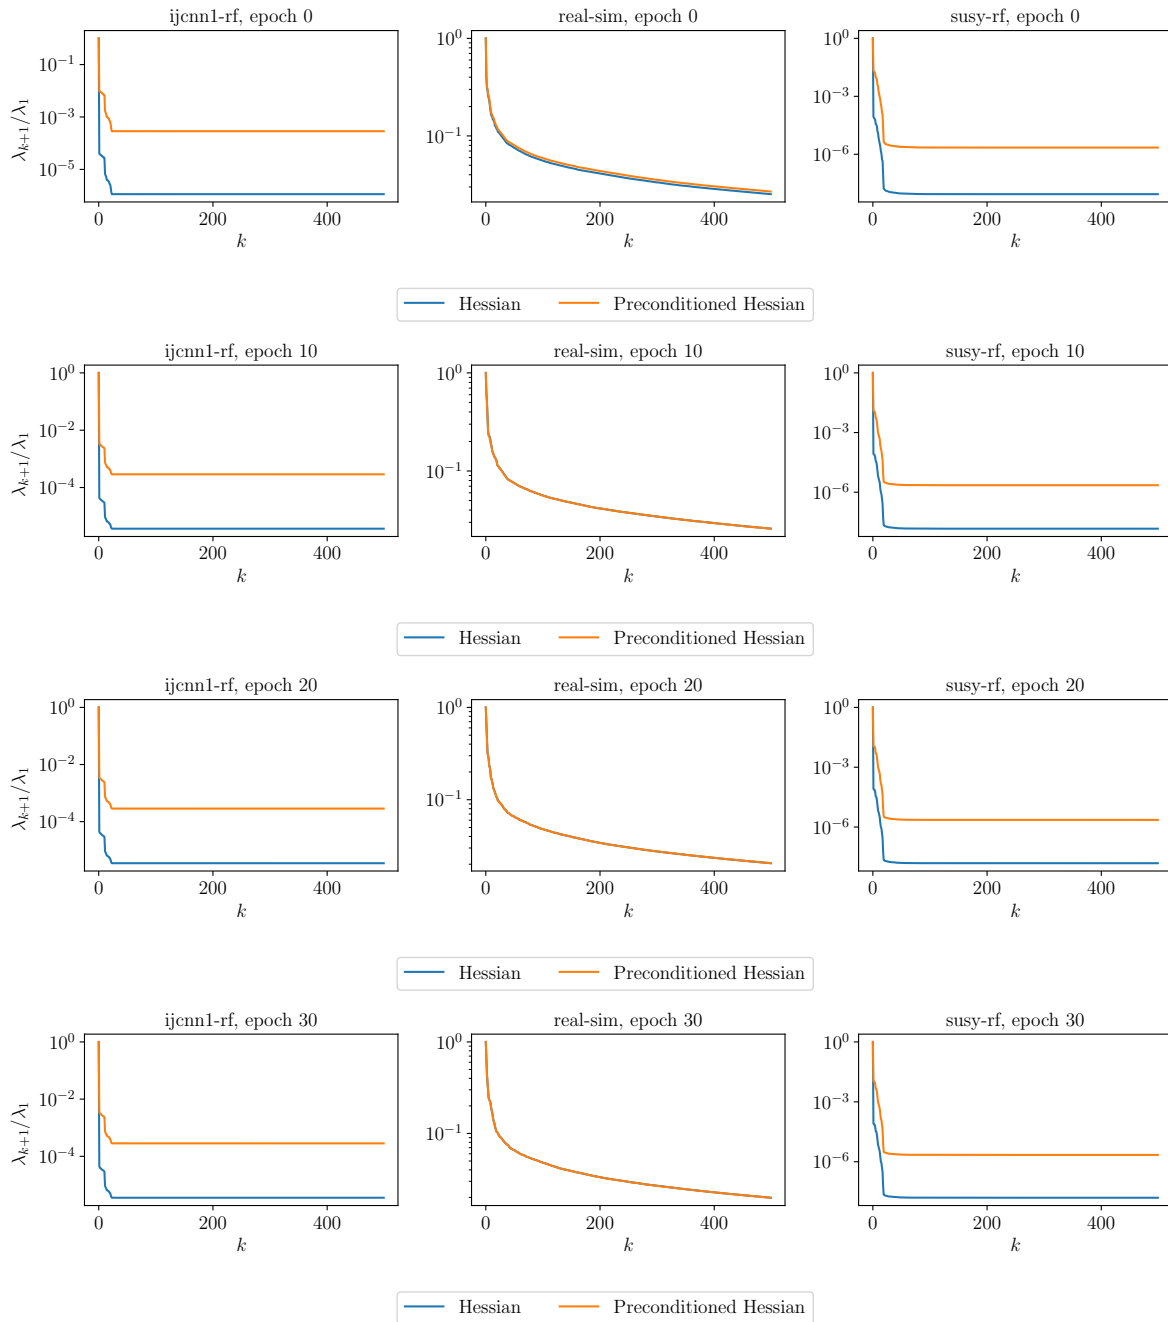 ijcnn1-rf, epoch 0
real-sim, epoch 0
susy-rf, epoch 0
λ_{k+1}/λ_1
10^{-1}
10^{-3}
10^{-5}
10^0
10^{-1}
10^0
10^{-3}
10^{-6}
0 200 400
0 200 400
0 200 400
k
k
k
Hessian
Preconditioned Hessian
ijcnn1-rf, epoch 10
real-sim, epoch 10
susy-rf, epoch 10
λ_{k+1}/λ_1
10^0
10^{-2}
10^{-4}
10^0
10^{-1}
10^0
10^{-3}
10^{-6}
0 200 400
0 200 400
0 200 400
k
k
k
Hessian
Preconditioned Hessian
ijcnn1-rf, epoch 20
real-sim, epoch 20
susy-rf, epoch 20
λ_{k+1}/λ_1
10^0
10^{-2}
10^{-4}
10^0
10^{-1}
10^0
10^{-3}
10^{-6}
0 200 400
0 200 400
0 200 400
k
k
k
Hessian
Preconditioned Hessian
ijcnn1-rf, epoch 30
real-sim, epoch 30
susy-rf, epoch 30
λ_{k+1}/λ_1
10^0
10^{-2}
10^{-4}
10^0
10^{-1}
10^0
10^{-3}
10^{-6}
0 200 400
0 200 400
0 200 400
k
k
k
Hessian
Preconditioned Hessian